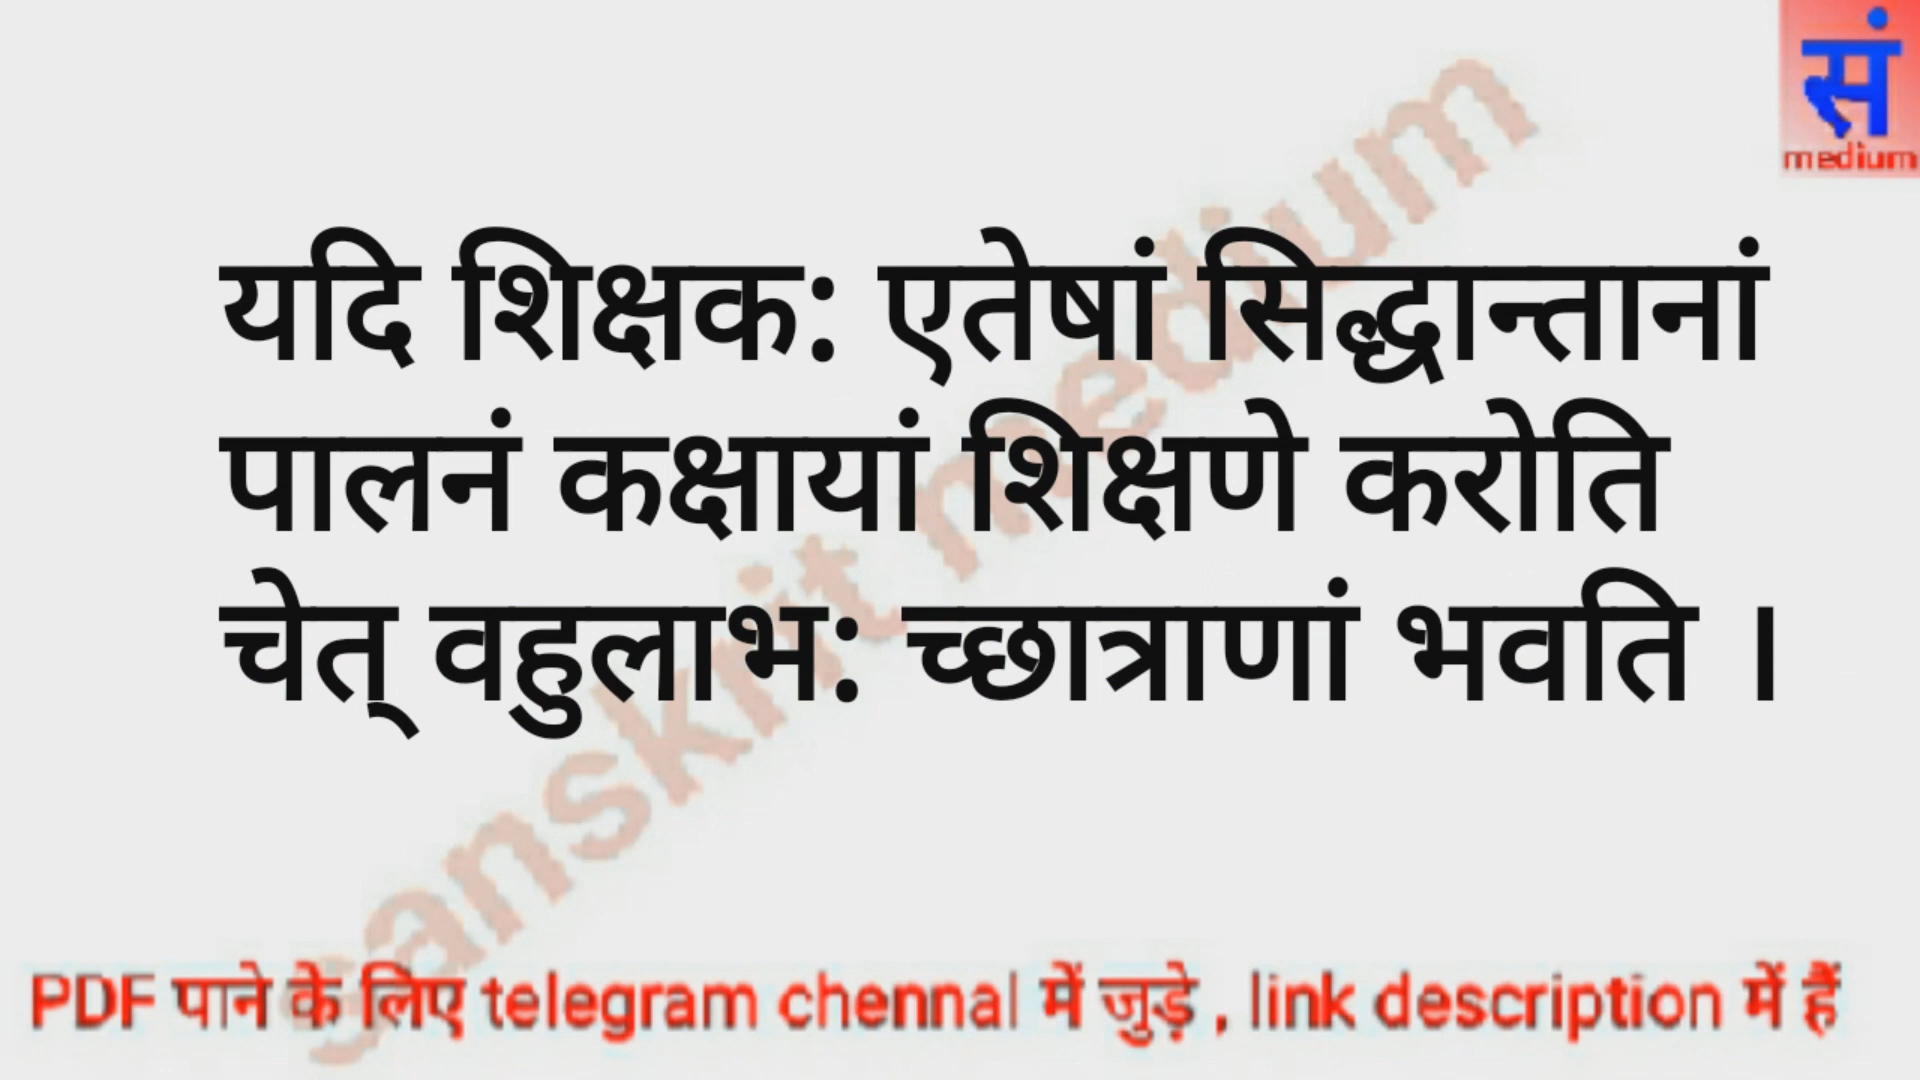 सं
medium
यदि शिक्षक: एतेषां सिद्धान्तानां
पालनं कक्षायां शिक्षणे करोति
चेत् वहुलाभ: च्छात्राणां भवति ।
sanskrit medium
PDF पाने के लिए telegram chennal में जुड़े , link description में हैं